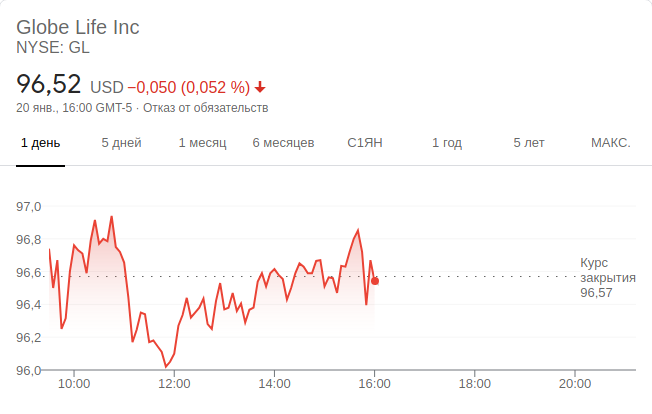 Globe Life Inc
NYSE: GL
96,52 USD −0,050 (0,052 %)
20 янв., 16:00 GMT-5 · Отказ от обязательств
1 день 5 дней 1 месяц 6 месяцев С1ЯН 1 год 5 лет МАКС.
97,0
96,8
96,6
96,4
96,2
96,0
Курс
закрытия
96,57
10:00 12:00 14:00 16:00 18:00 20:00